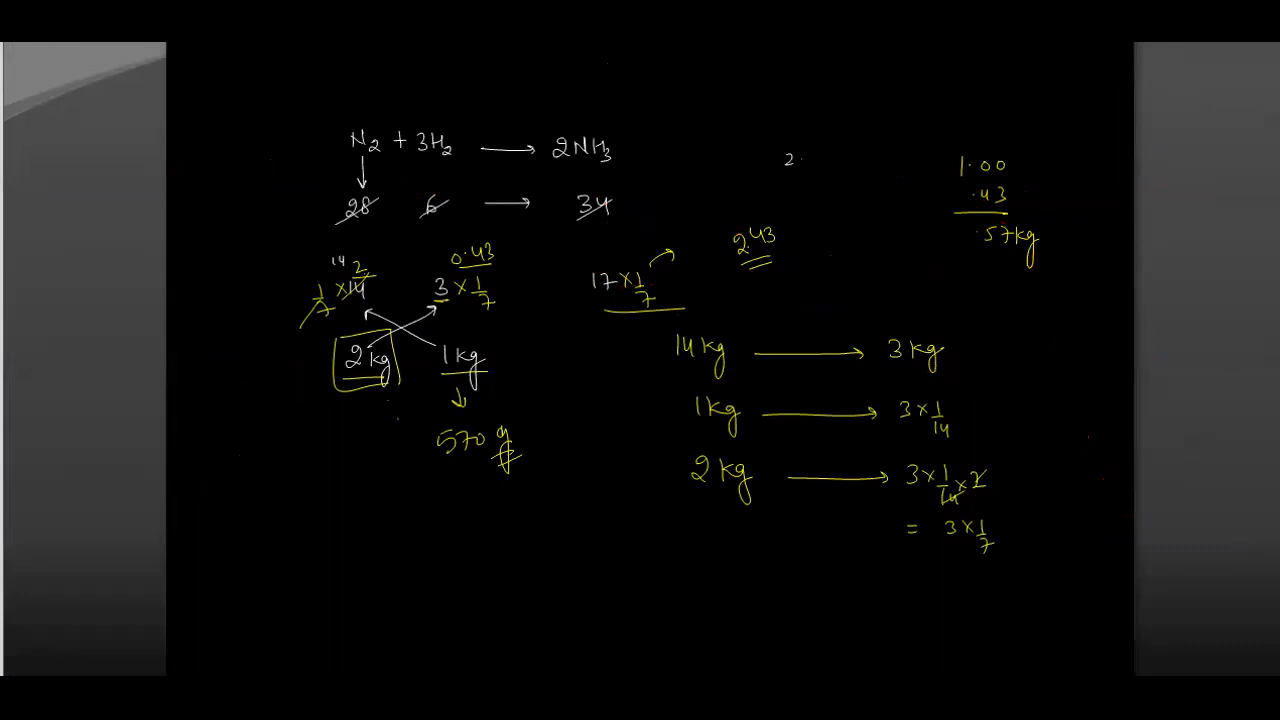 N₂ + 3H₂ ⟶ 2NH₃
28 6 ⟶ 34
14 2 0.43
1/7 × 14 3 × 1/7 17 × 1/7 2.43
2 kg 1 kg
570 g
2.
1.00
.43
.57 kg
14 kg ⟶ 3 kg
1 kg ⟶ 3 × 1/14
2 kg ⟶ 3 × 1/14 × 2
= 3 × 1/7